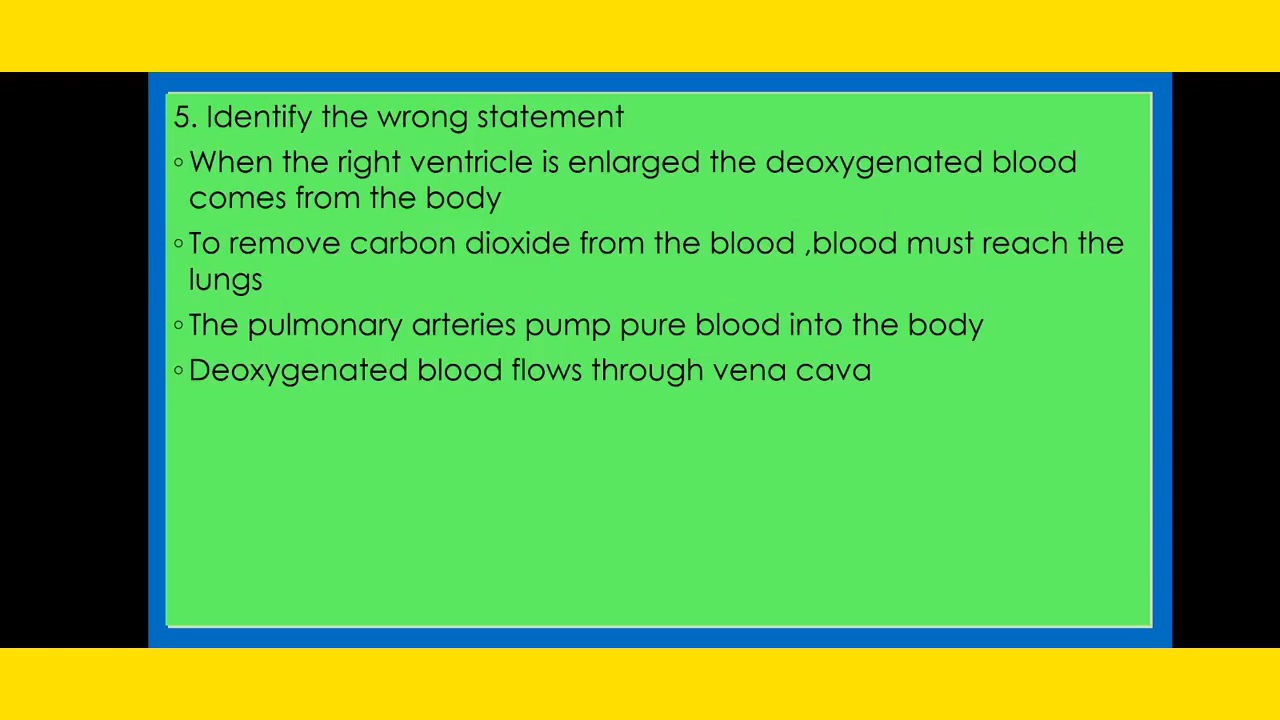 5. Identify the wrong statement
◦When the right ventricle is enlarged the deoxygenated blood
comes from the body
◦To remove carbon dioxide from the blood ,blood must reach the
lungs
◦The pulmonary arteries pump pure blood into the body
◦Deoxygenated blood flows through vena cava